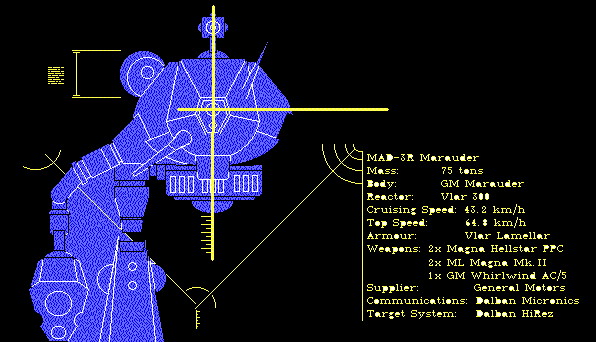 MAD-3R Marauder
Mass: 75 tons
Body: GM Marauder
Reactor: Vlar 300
Cruising Speed: 43.2 km/h
Top Speed: 64.8 km/h
Armour: Vlar Lamellar
Weapons: 2x Magna Hellstar PPC
2x ML Magna Mk.II
1x GM Whirlwind AC/5
Supplier: General Motors
Communications: Dalban Micronics
Target System: Dalban HiRez